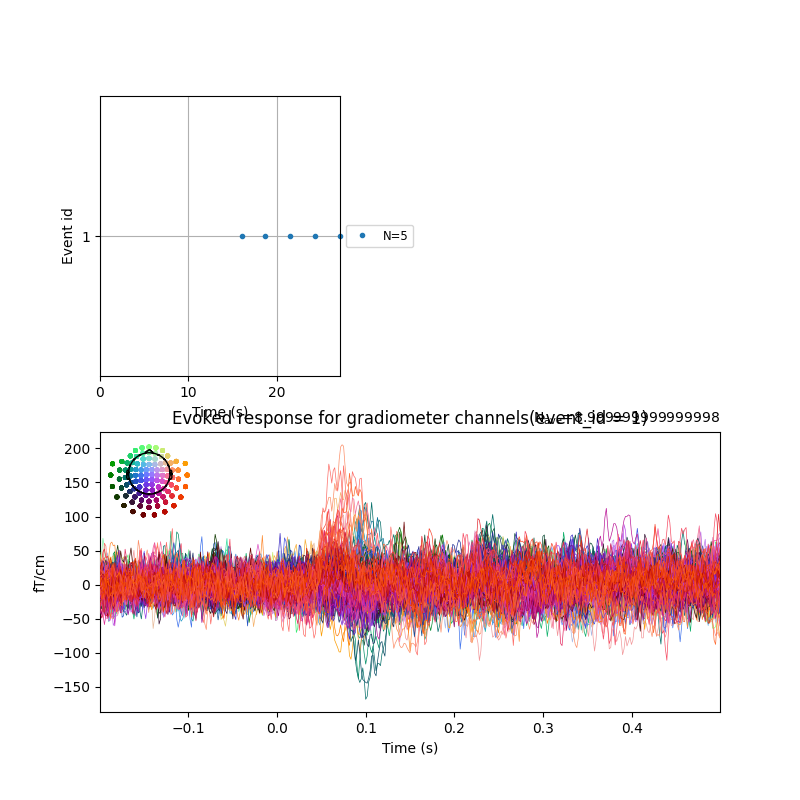 Event id
1
N=5
0 10 20
Time (s)
Evoked response for gradiometer channels(event_id = 1)
200
150
100
50
0
−50
−100
−150
fT/cm
−0.1 0.0 0.1 0.2 0.3 0.4
Time (s)